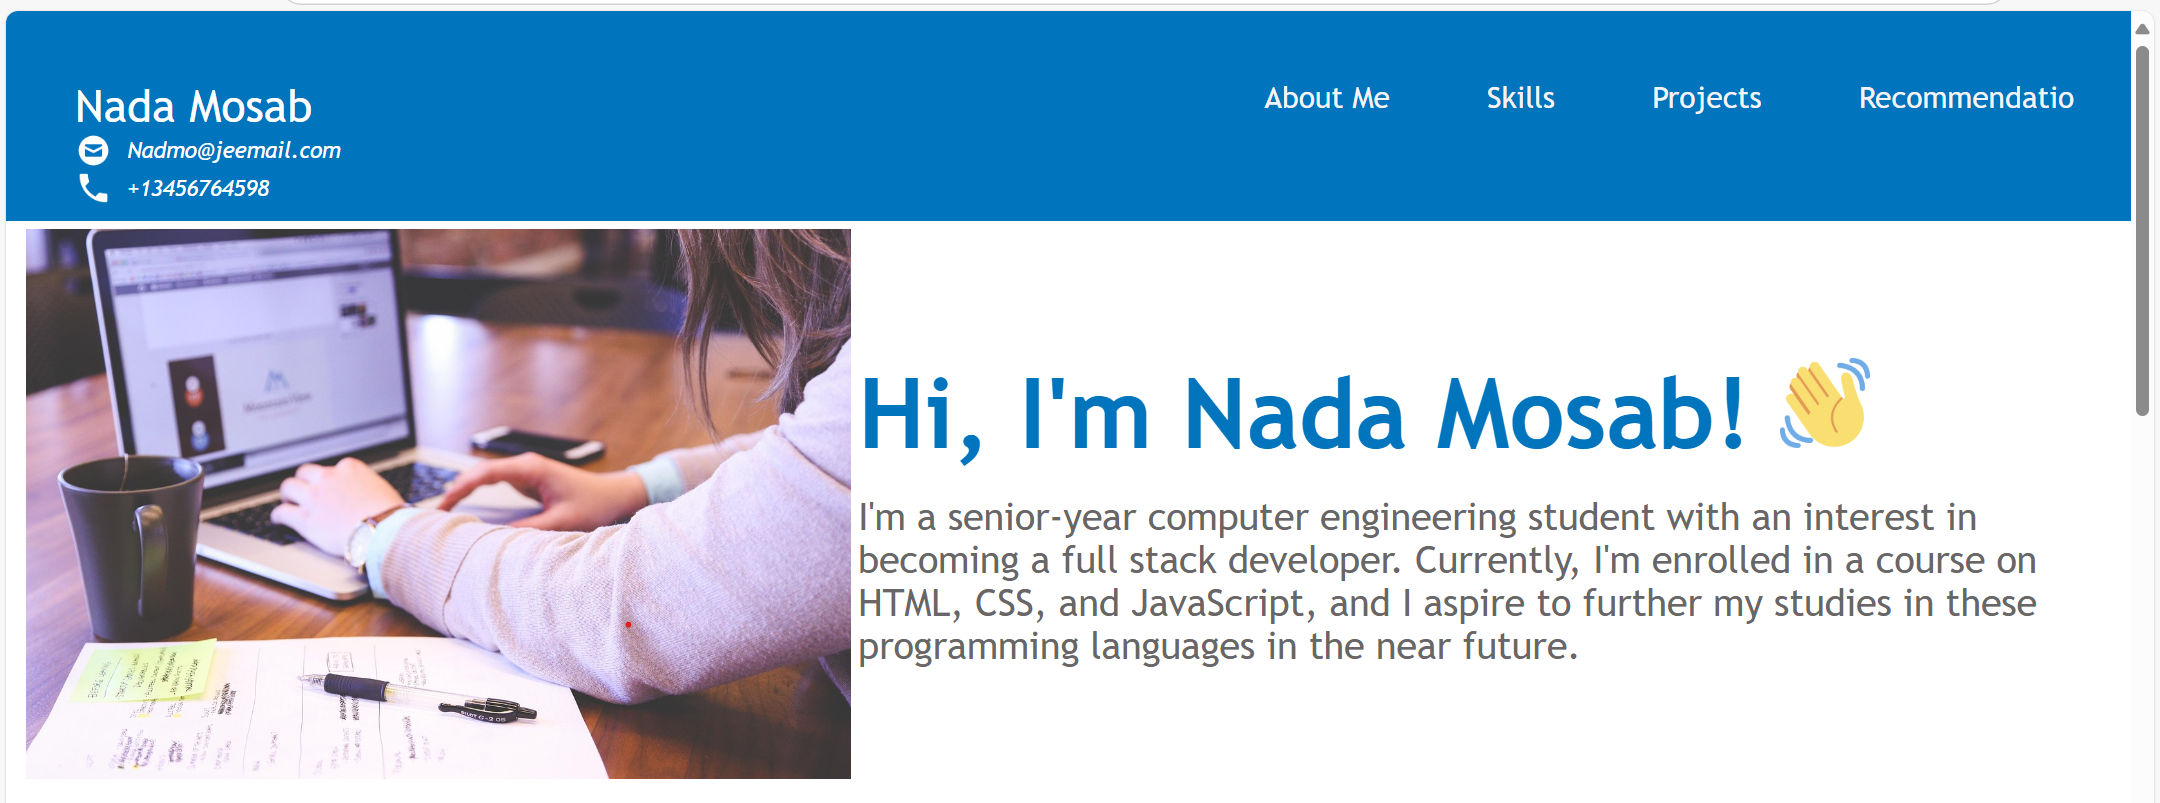 Nada Mosab
Nadmo@jeemail.com
+13456764598
About Me Skills Projects Recommendatio
Hi, I'm Nada Mosab! 👋
I'm a senior-year computer engineering student with an interest in
becoming a full stack developer. Currently, I'm enrolled in a course on
HTML, CSS, and JavaScript, and I aspire to further my studies in these
programming languages in the near future.